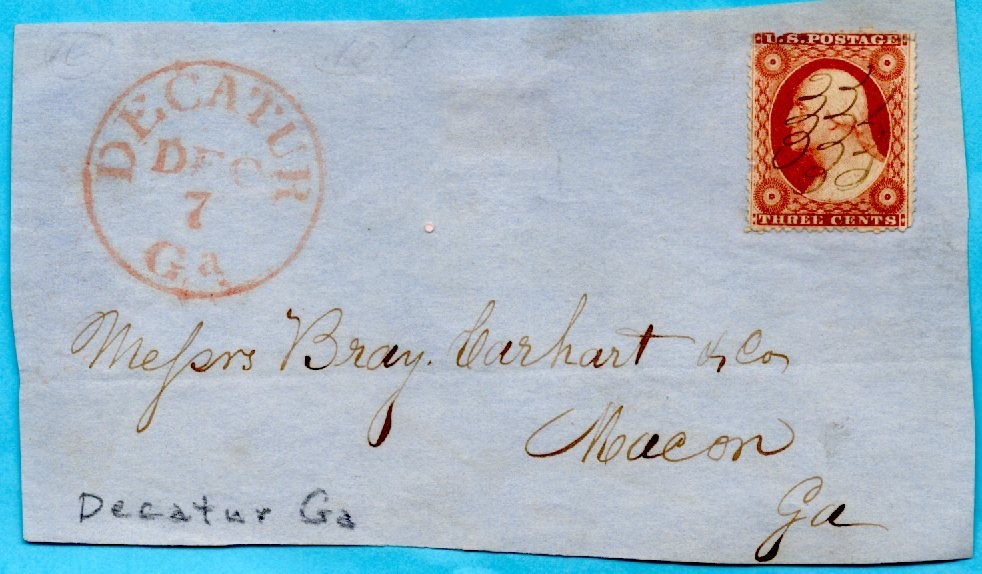 DECATUR
DEC
7
Ga
U.S. POSTAGE
THREE CENTS
Messrs Bray. Carhart & Co
Macon
Ga
Decatur Ga